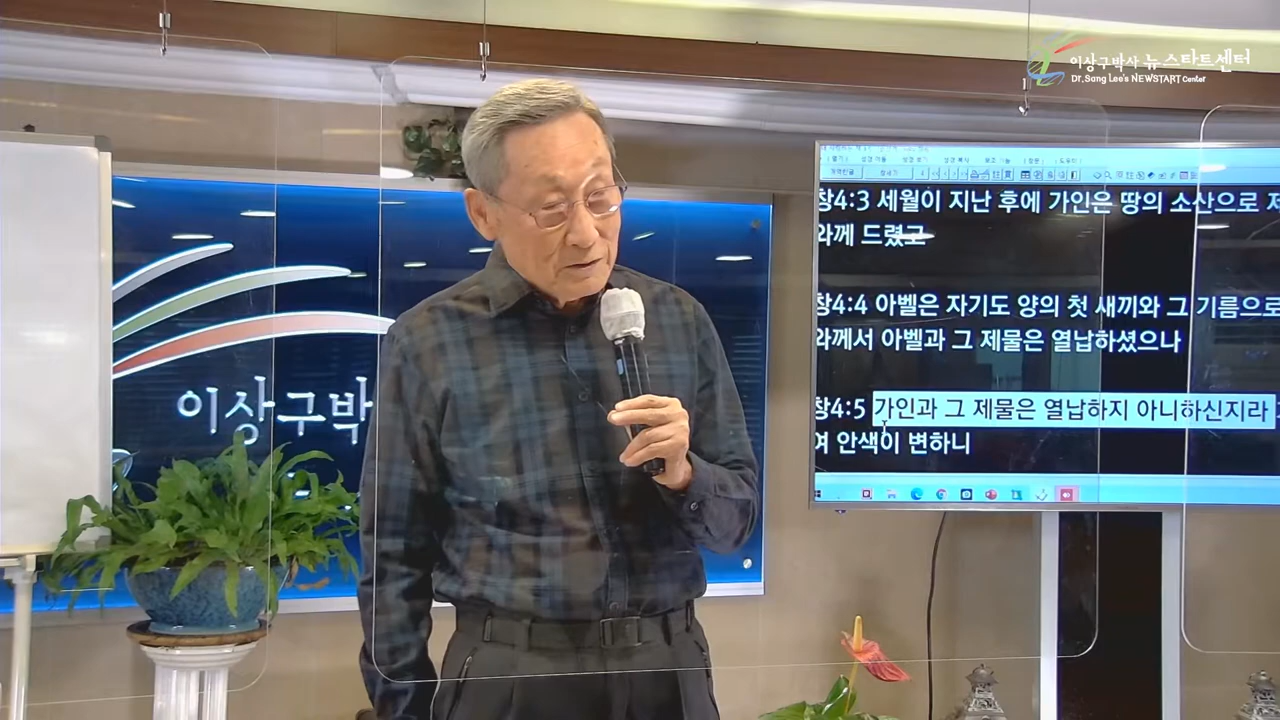 이상구박사 뉴스타트센터
Dr. Sang Lee's NEWSTART Center
이상구박
창4:3 세월이 지난 후에 가인은 땅의 소산으로 제
와께 드렸고
창4:4 아벨은 자기도 양의 첫 새끼와 그 기름으로
와께서 아벨과 그 제물은 열납하셨으나
창4:5 가인과 그 제물은 열납하지 아니하신지라
여 안색이 변하니